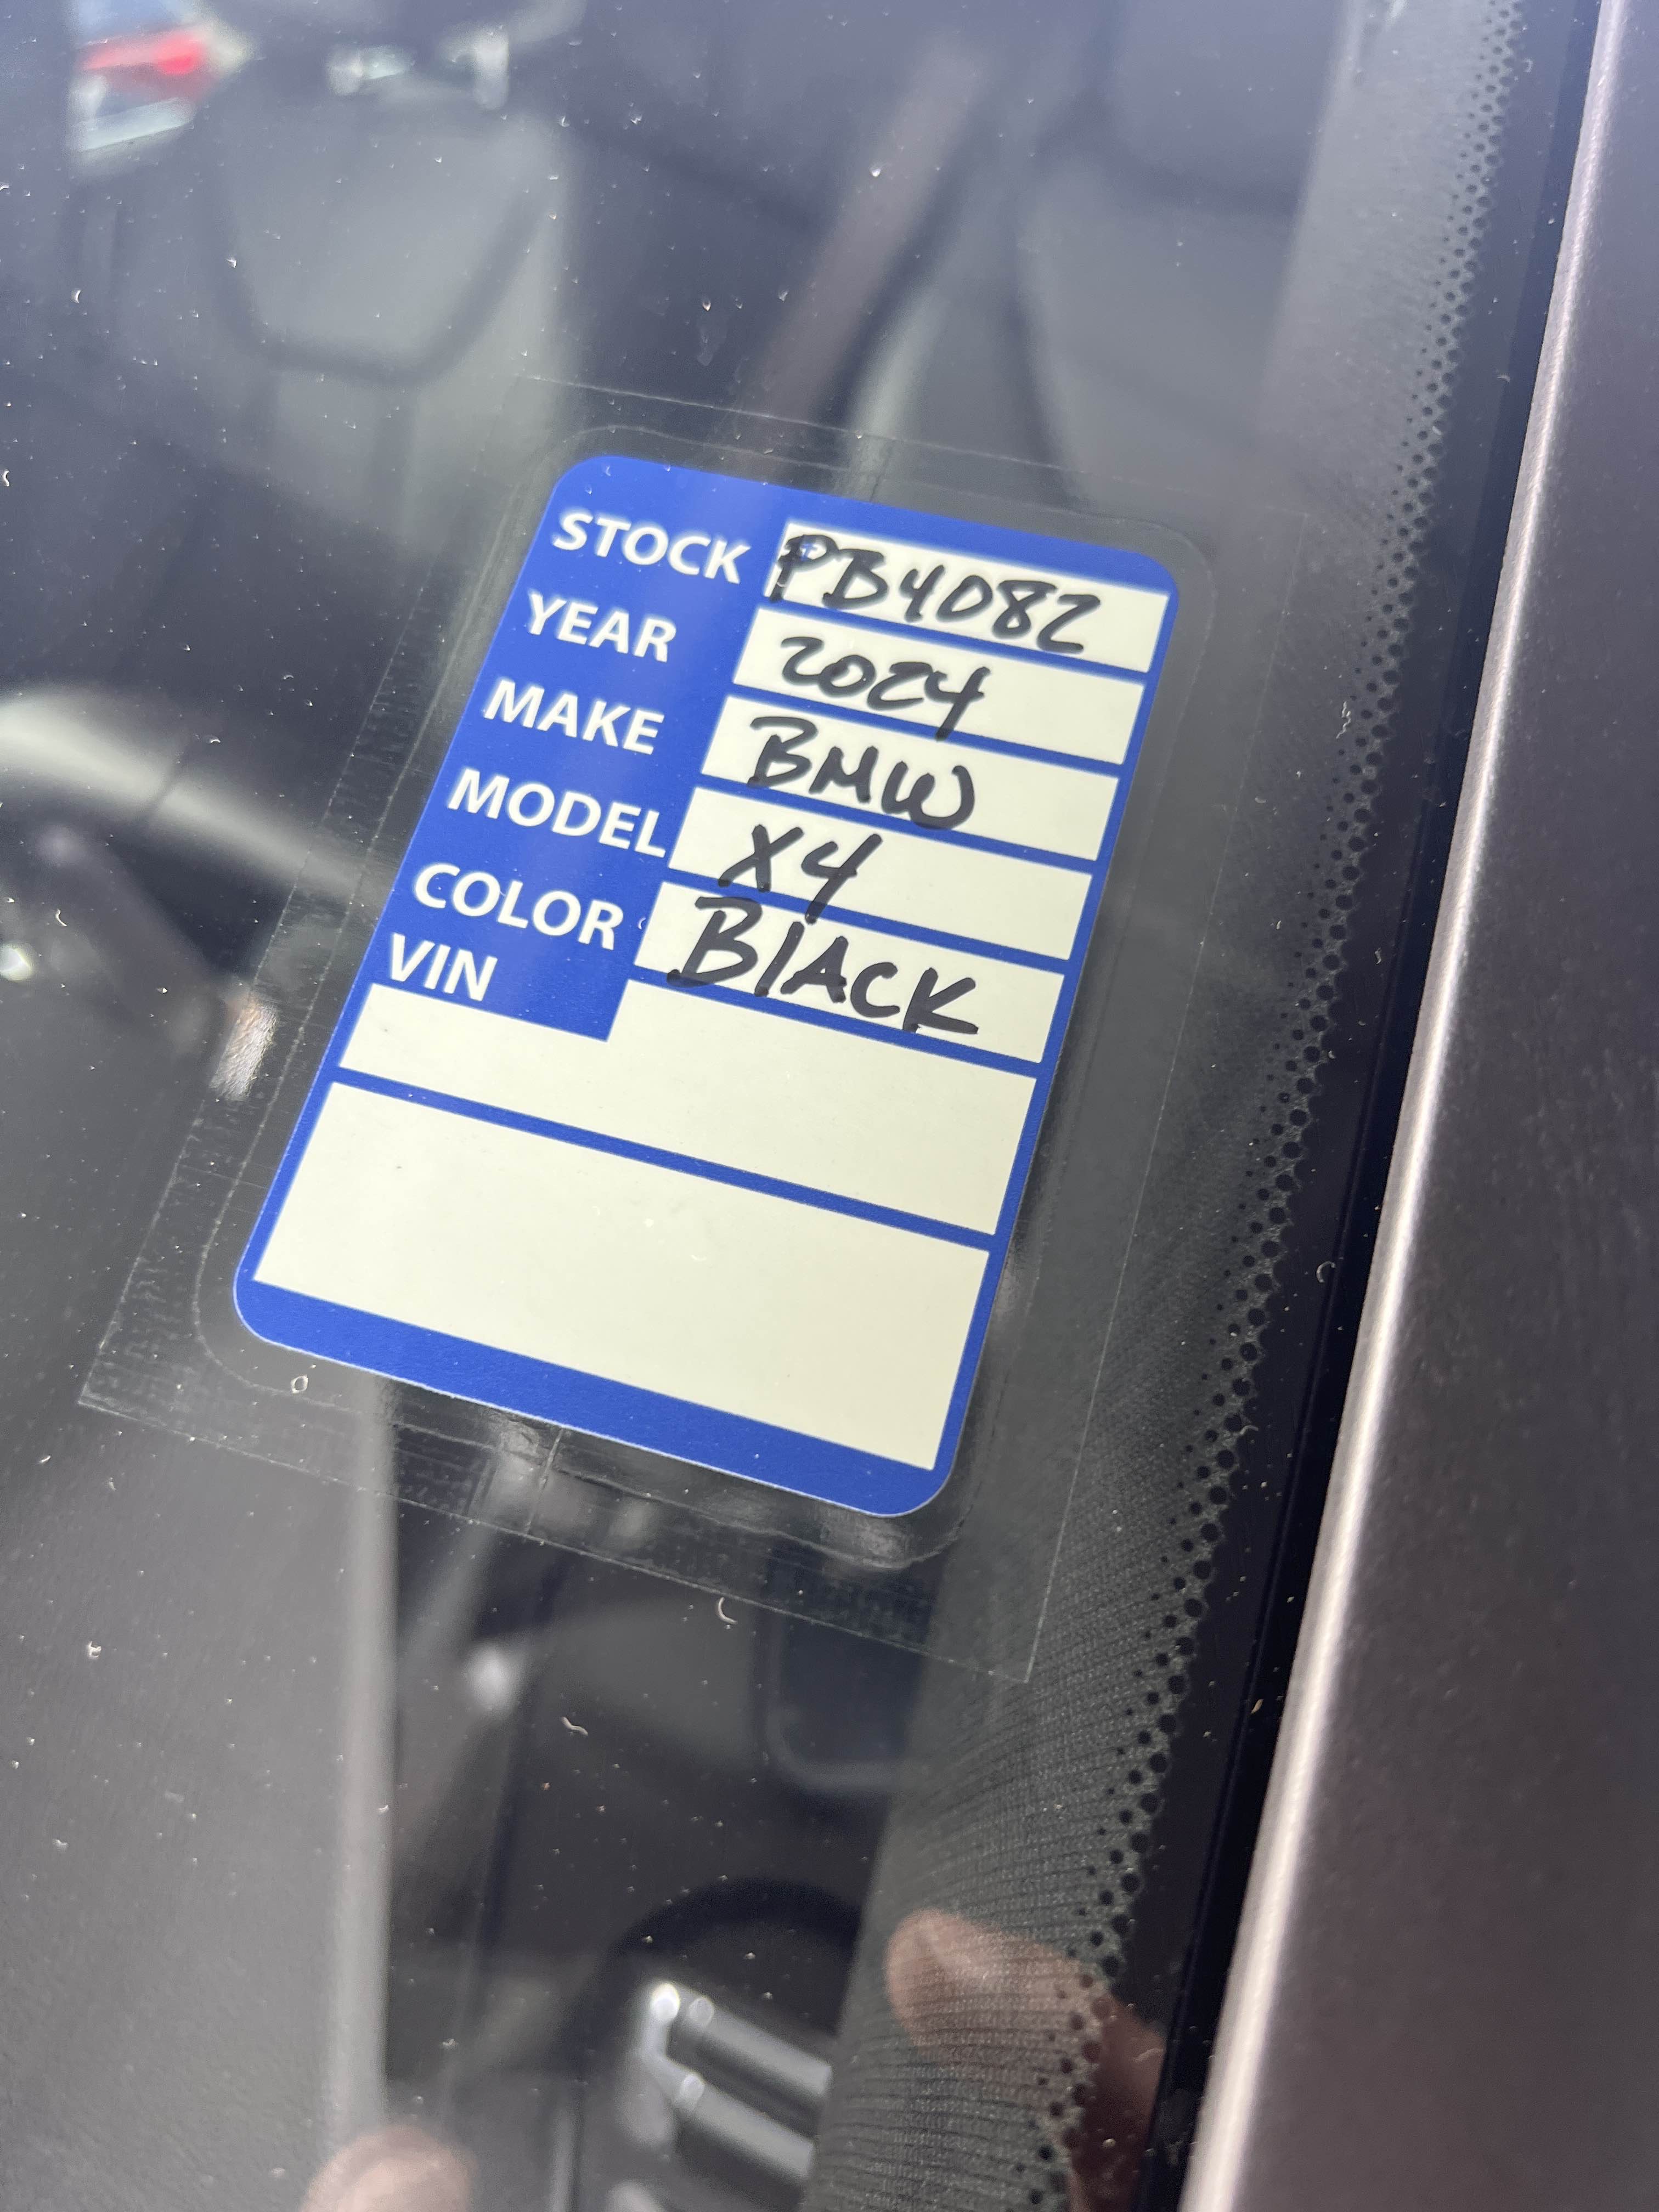 STOCK PB4082
YEAR 2024
MAKE BMW
MODEL X4
COLOR BlACK
VIN